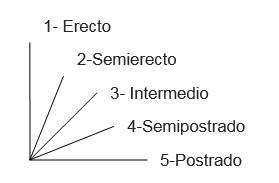 1- Erecto
2-Semierecto
3- Intermedio
4-Semipostrado
5-Postrado